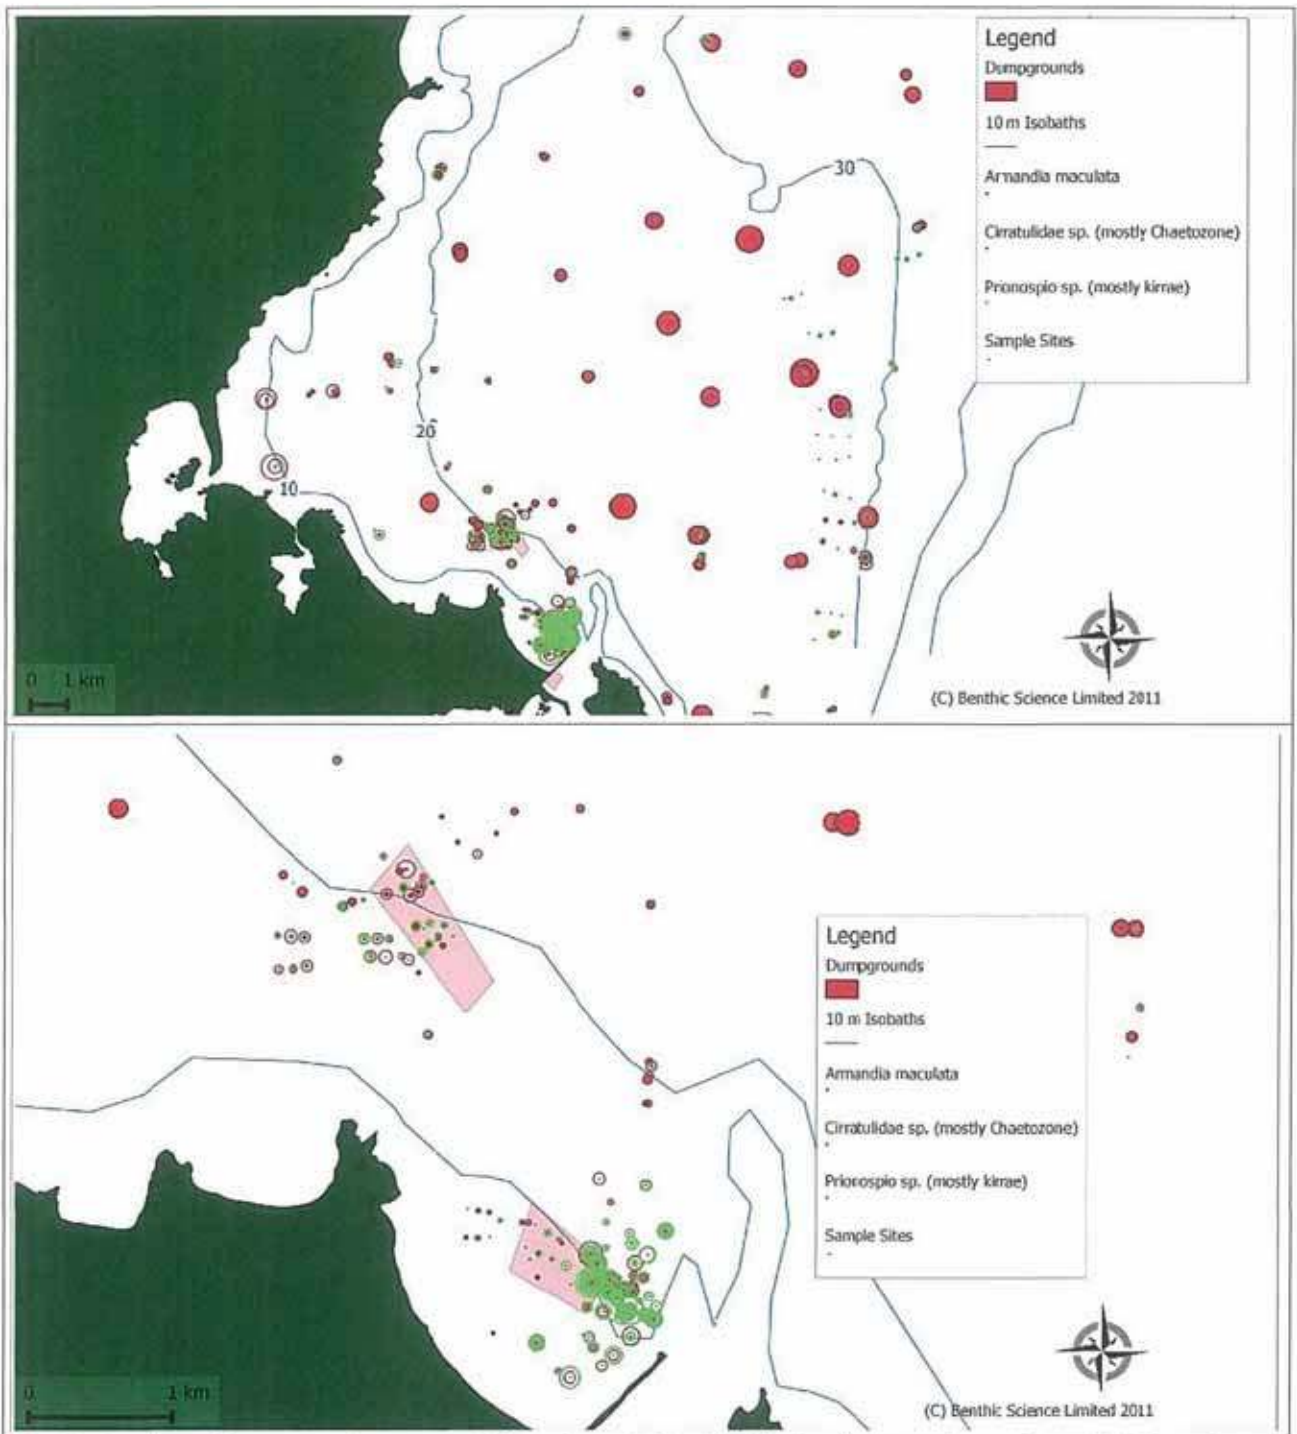 Legend
Dumpgrounds
10 m Isobaths
Armandia maculata
Cirratulidae sp. (mostly Chaetozone)
Prionospio sp. (mostly kirrae)
Sample Sites
30
20
10
0 1 km
(C) Benthic Science Limited 2011
Legend
Dumpgrounds
10 m Isobaths
Armandia maculata
Cirratulidae sp. (mostly Chaetozone)
Prionospio sp. (mostly kirrae)
Sample Sites
0 1 km
(C) Benthic Science Limited 2011